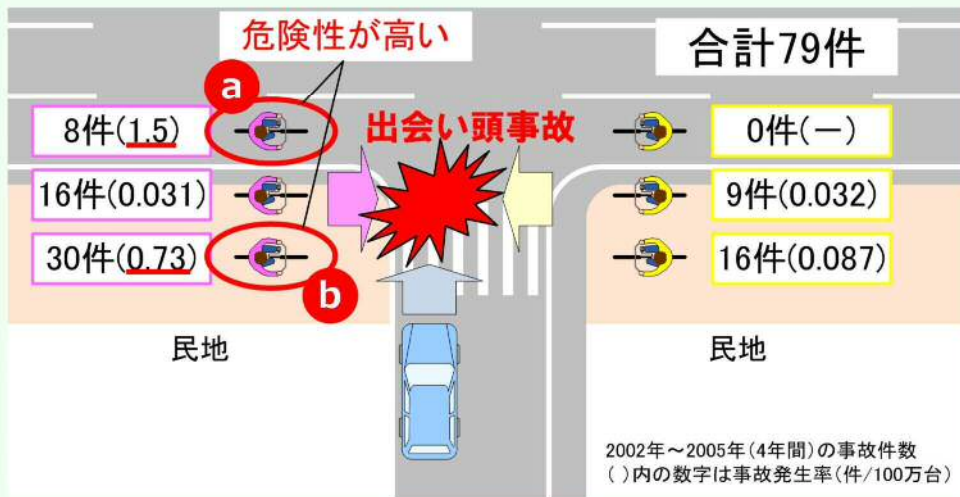 危険性が高い
合計79件
a
8件(1.5)
出会い頭事故
0件(－)
16件(0.031)
9件(0.032)
30件(0.73)
16件(0.087)
b
民地
民地
2002年～2005年(4年間)の事故件数
( )内の数字は事故発生率(件/100万台)